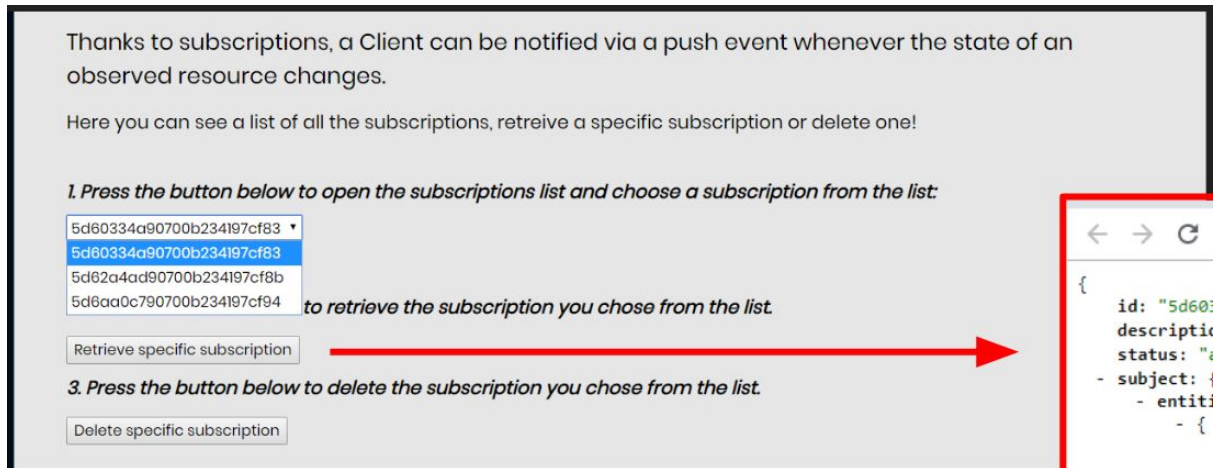 Thanks to subscriptions, a Client can be notified via a push event whenever the state of an
observed resource changes.
Here you can see a list of all the subscriptions, retreive a specific subscription or delete one!
1. Press the button below to open the subscriptions list and choose a subscription from the list:
5d60334a90700b234197cf83
5d60334a90700b234197cf83
5d62a4ad90700b234197cf8b
5d6aa0c790700b234197cf94
to retrieve the subscription you chose from the list.
Retrieve specific subscription
3. Press the button below to delete the subscription you chose from the list.
Delete specific subscription
{
id: "5d603
descriptio
status: "a
- subject: {
- entiti
- {